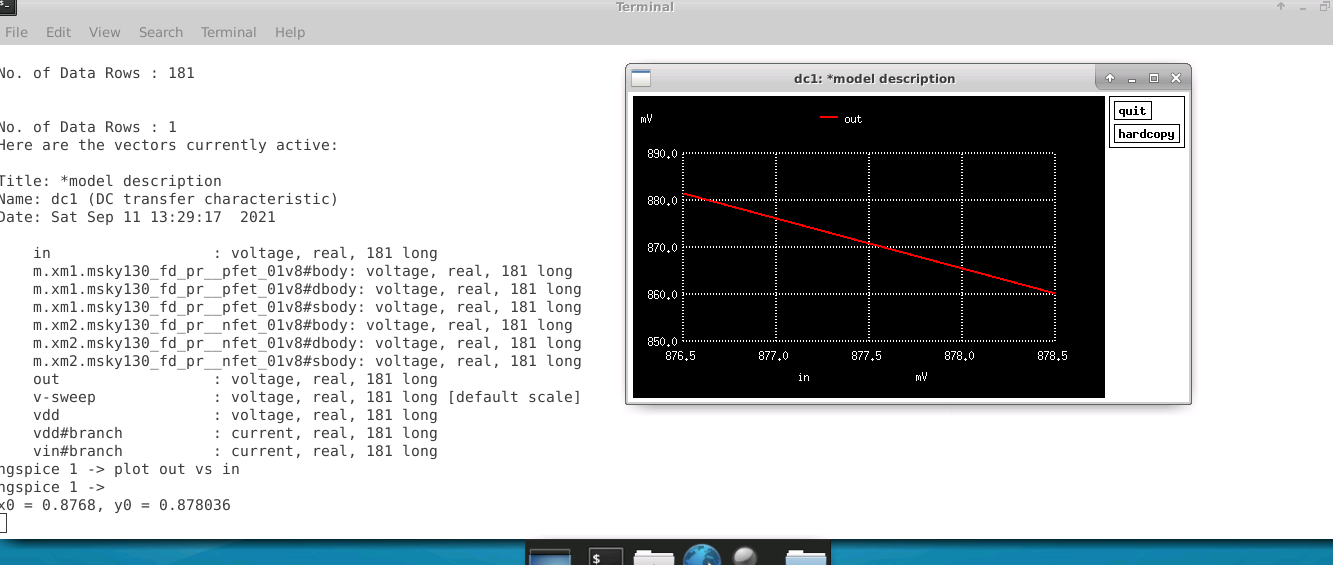 Terminal
File Edit View Search Terminal Help
No. of Data Rows : 181
No. of Data Rows : 1
Here are the vectors currently active:
Title: *model description
Name: dc1 (DC transfer characteristic)
Date: Sat Sep 11 13:29:17  2021
in : voltage, real, 181 long
m.xm1.msky130_fd_pr__pfet_01v8#body: voltage, real, 181 long
m.xm1.msky130_fd_pr__pfet_01v8#dbody: voltage, real, 181 long
m.xm1.msky130_fd_pr__pfet_01v8#sbody: voltage, real, 181 long
m.xm2.msky130_fd_pr__nfet_01v8#body: voltage, real, 181 long
m.xm2.msky130_fd_pr__nfet_01v8#dbody: voltage, real, 181 long
m.xm2.msky130_fd_pr__nfet_01v8#sbody: voltage, real, 181 long
out : voltage, real, 181 long
v-sweep : voltage, real, 181 long [default scale]
vdd : voltage, real, 181 long
vdd#branch : current, real, 181 long
vin#branch : current, real, 181 long
ngspice 1 -> plot out vs in
ngspice 1 ->
x0 = 0.8768, y0 = 0.878036
dc1: *model description
quit
hardcopy
mV
out
890.0
880.0
870.0
860.0
850.0
876.5 877.0 877.5 878.0 878.5
in mV
$